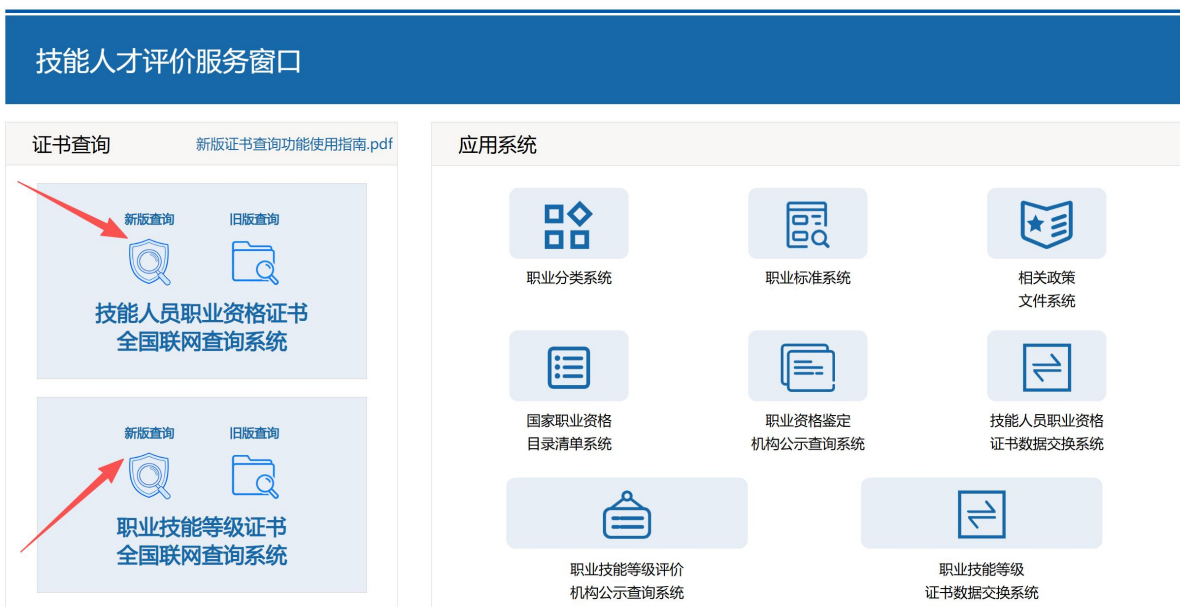 技能人才评价服务窗口
证书查询
新版证书查询功能使用指南.pdf
新版查询
旧版查询
技能人员职业资格证书
全国联网查询系统
新版查询
旧版查询
职业技能等级证书
全国联网查询系统
应用系统
职业分类系统
职业标准系统
相关政策
文件系统
国家职业资格
目录清单系统
职业资格鉴定
机构公示查询系统
技能人员职业资格
证书数据交换系统
职业技能等级评价
机构公示查询系统
职业技能等级
证书数据交换系统